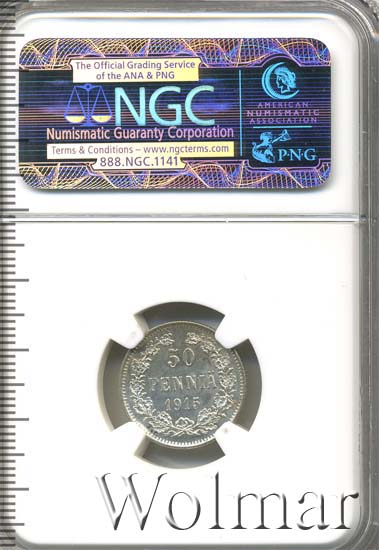 The Official Grading Service
of the ANA & PNG
NGC
Numismatic Guaranty Corporation
Terms & Conditions – www.ngcterms.com
888.NGC.1141
AMERICAN
NUMISMATIC
ASSOCIATION
PNG
50
PENNIÄ
1915
Wolmar